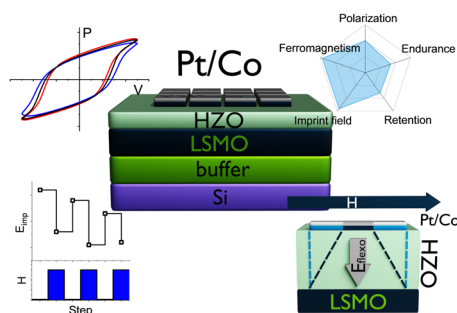 P
V
Pt/Co
HZO
LSMO
buffer
Si
Polarization
Ferromagnetism
Endurance
Imprint field
Retention
E_imp
H
Step
H
Pt/Co
E_flexo
HZO
LSMO